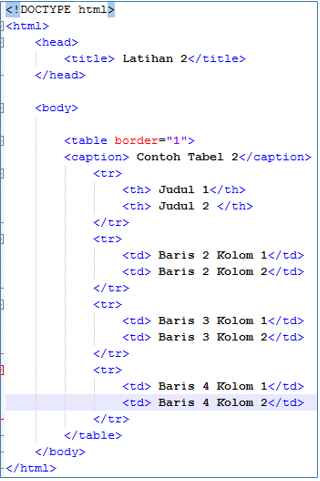 <!DOCTYPE html>
<html>
<head>
<title> Latihan 2</title>
</head>
<body>
<table border="1">
<caption> Contoh Tabel 2</caption>
<tr>
<th> Judul 1</th>
<th> Judul 2 </th>
</tr>
<tr>
<td> Baris 2 Kolom 1</td>
<td> Baris 2 Kolom 2</td>
</tr>
<tr>
<td> Baris 3 Kolom 1</td>
<td> Baris 3 Kolom 2</td>
</tr>
<tr>
<td> Baris 4 Kolom 1</td>
<td> Baris 4 Kolom 2</td>
</tr>
</table>
</body>
</html>